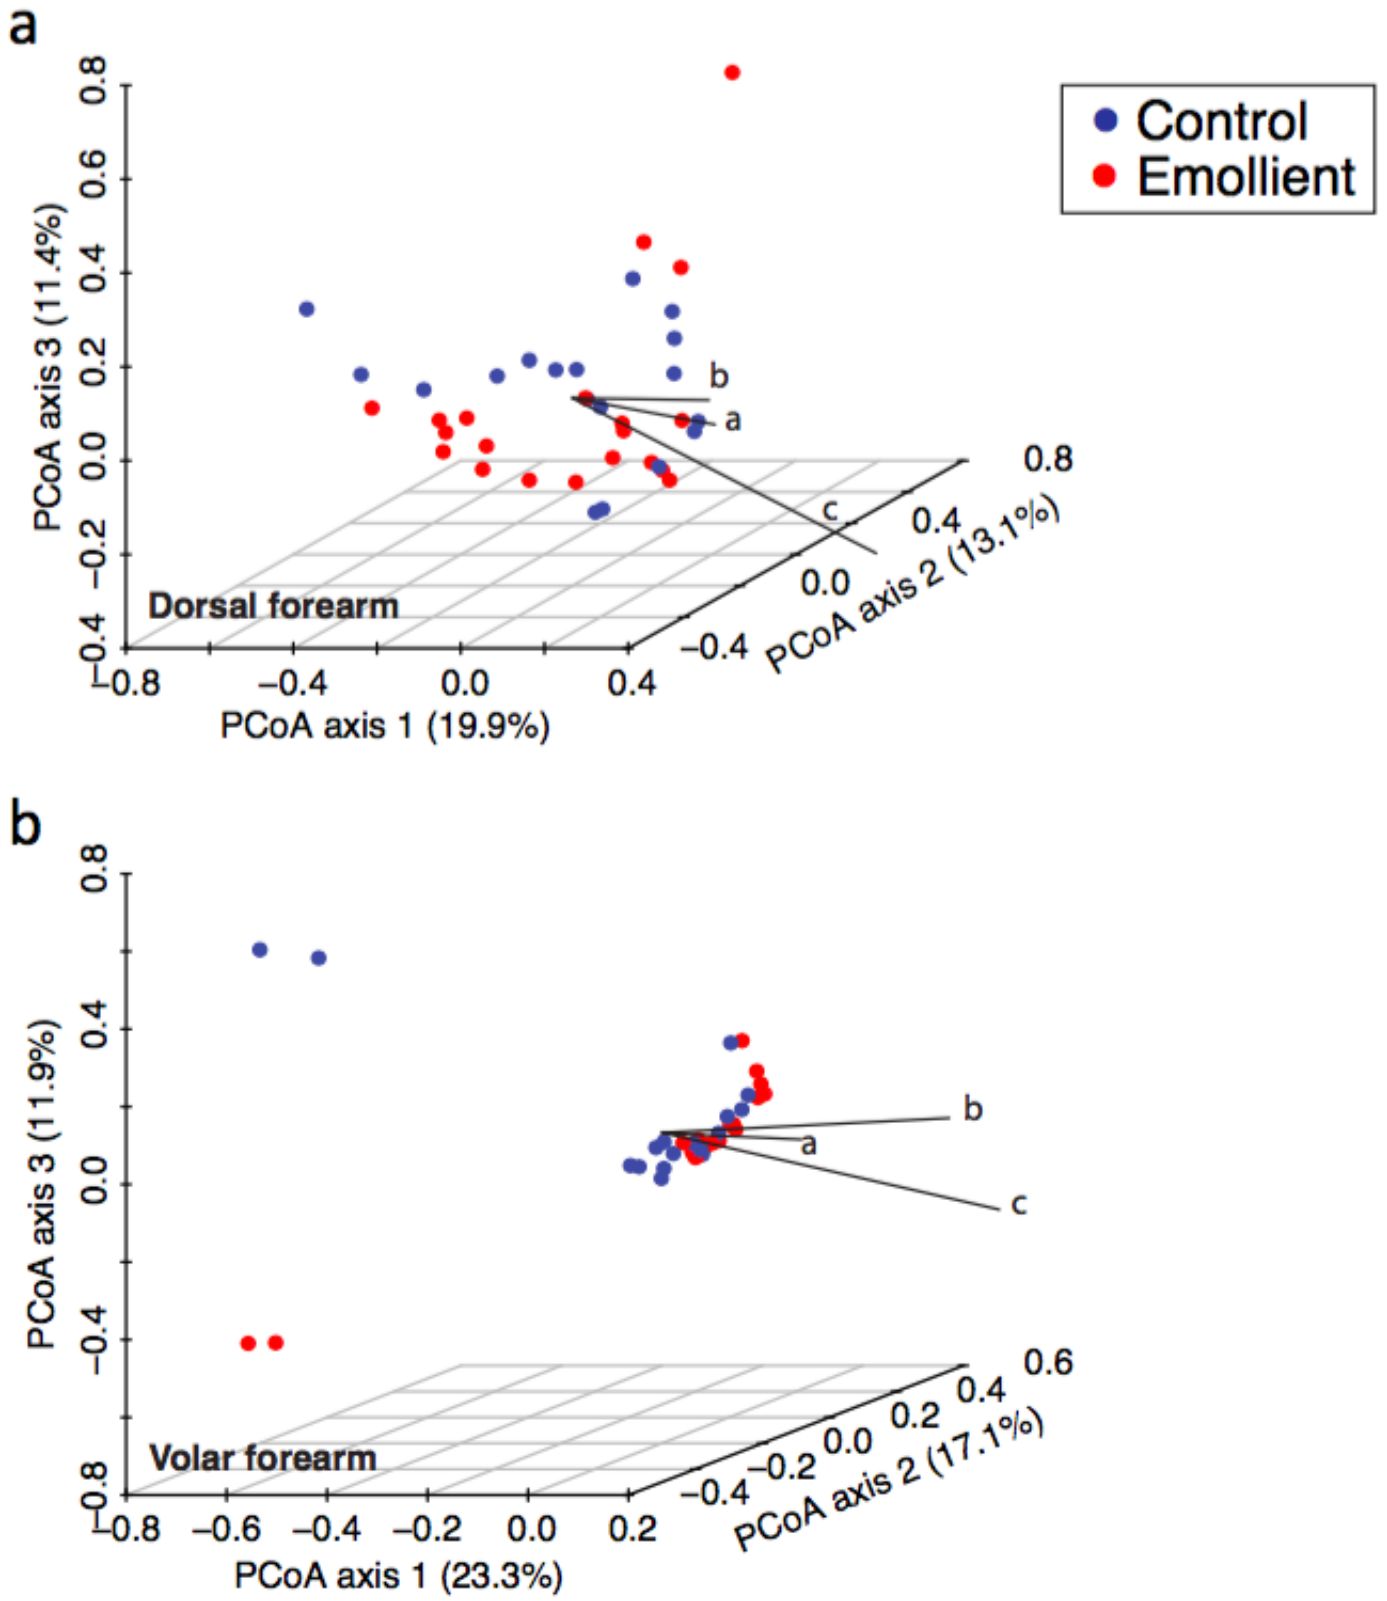 a
Control
Emollient
0.8
0.6
0.4
0.2
0.0
−0.2
−0.4
PCoA axis 3 (11.4%)
b
a
c
Dorsal forearm
−0.8
−0.4
0.0
0.4
PCoA axis 1 (19.9%)
0.8
0.4
0.0
−0.4
PCoA axis 2 (13.1%)
b
0.8
0.4
0.0
−0.4
−0.8
PCoA axis 3 (11.9%)
b
a
c
Volar forearm
−0.8
−0.6
−0.4
−0.2
0.0
0.2
PCoA axis 1 (23.3%)
0.6
0.4
0.2
0.0
−0.2
−0.4
PCoA axis 2 (17.1%)